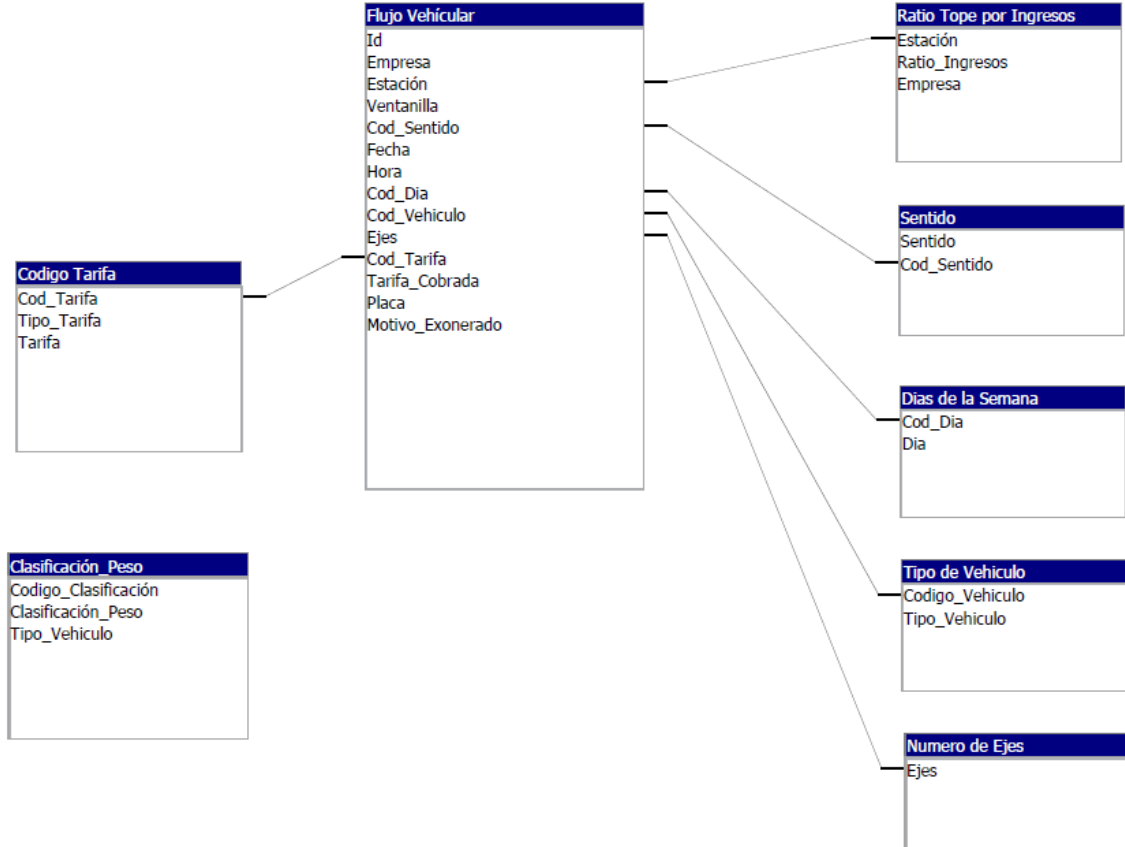 Flujo Vehícular
Id
Empresa
Estación
Ventanilla
Cod_Sentido
Fecha
Hora
Cod_Dia
Cod_Vehiculo
Ejes
Cod_Tarifa
Tarifa_Cobrada
Placa
Motivo_Exonerado
Ratio Tope por Ingresos
Estación
Ratio_Ingresos
Empresa
Sentido
Sentido
Cod_Sentido
Codigo Tarifa
Cod_Tarifa
Tipo_Tarifa
Tarifa
Dias de la Semana
Cod_Dia
Dia
Clasificación_Peso
Codigo_Clasificación
Clasificación_Peso
Tipo_Vehiculo
Tipo de Vehiculo
Codigo_Vehiculo
Tipo_Vehiculo
Numero de Ejes
Ejes